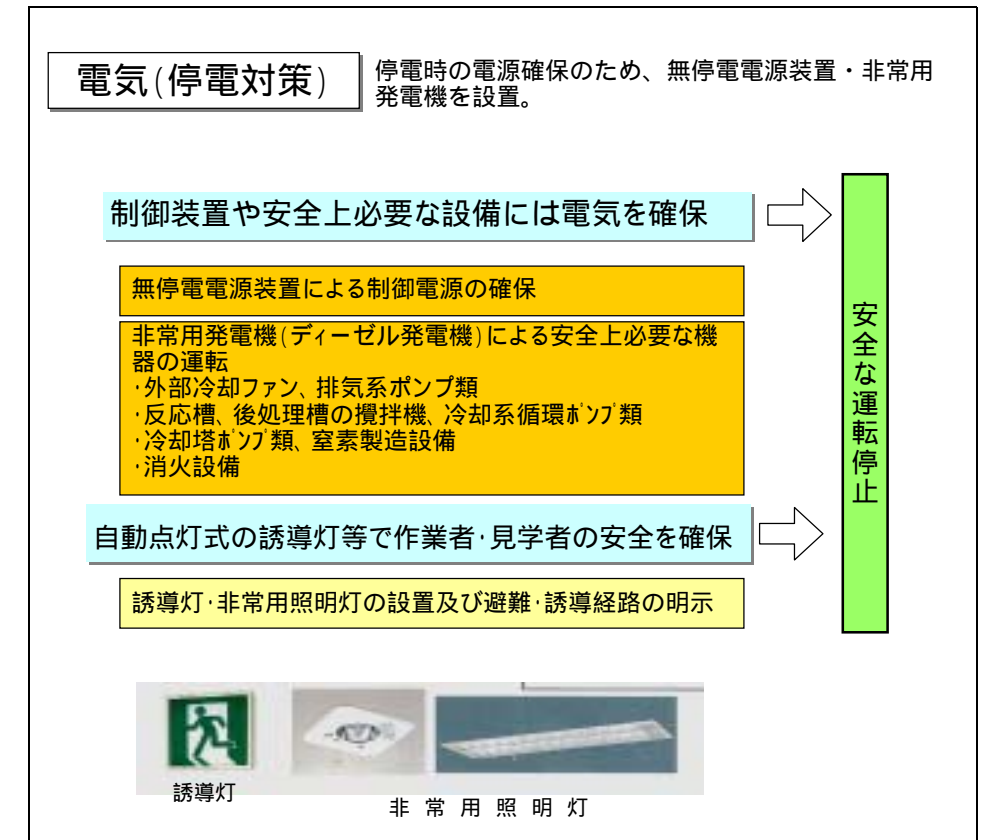 電気(停電対策)
停電時の電源確保のため、無停電電源装置・非常用
発電機を設置。
制御装置や安全上必要な設備には電気を確保
無停電電源装置による制御電源の確保
非常用発電機(ディーゼル発電機)による安全上必要な機
器の運転
・外部冷却ファン、排気系ポンプ類
・反応槽、後処理槽の攪拌機、冷却系循環ﾎﾟﾝﾌﾟ類
・冷却塔ﾎﾟﾝﾌﾟ類、窒素製造設備
・消火設備
自動点灯式の誘導灯等で作業者・見学者の安全を確保
誘導灯・非常用照明灯の設置及び避難・誘導経路の明示
安全な運転停止
誘導灯
非常用照明灯